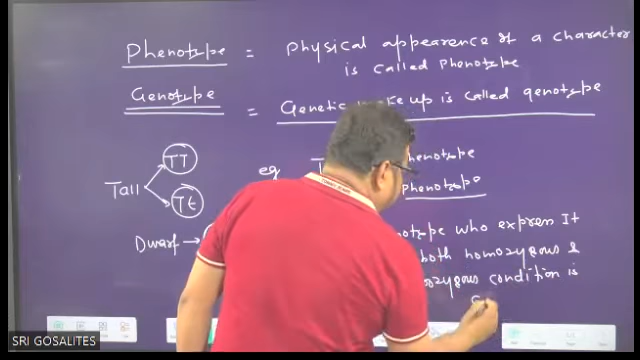 Phenotype = Physical appearence of a character
is called Phenotype
Genotype = Genetic make up is called genotype
Tall TT
Tt
eg T
phenotype
phenotype
Dwarf →
notype who express It
both homozygous &
zygous condition is
SRI GOSALITES